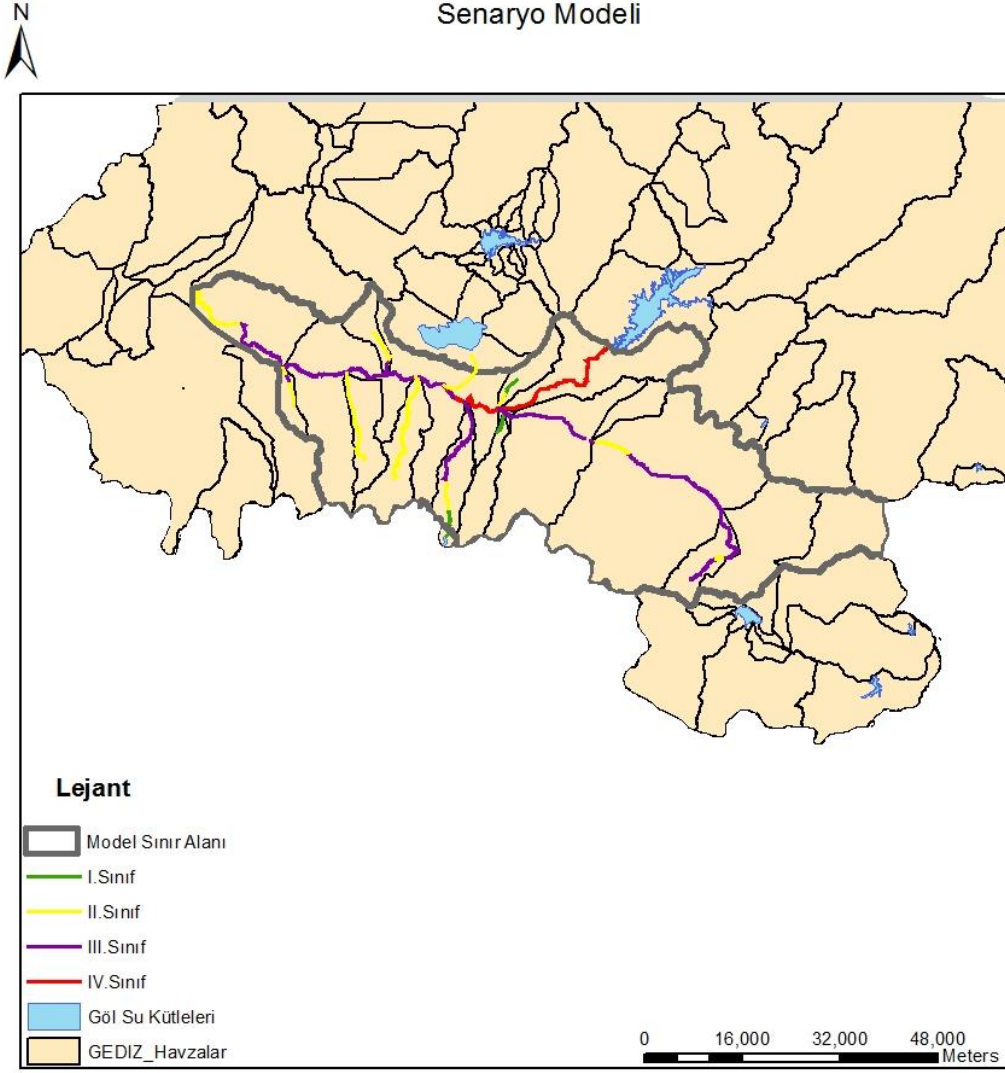 N
Senaryo Modeli
Lejant
Model Sınır Alanı
I.Sınıf
II.Sınıf
III.Sınıf
IV.Sınıf
Göl Su Kütleleri
GEDIZ_Havzalar
0 16,000 32,000 48,000
Meters